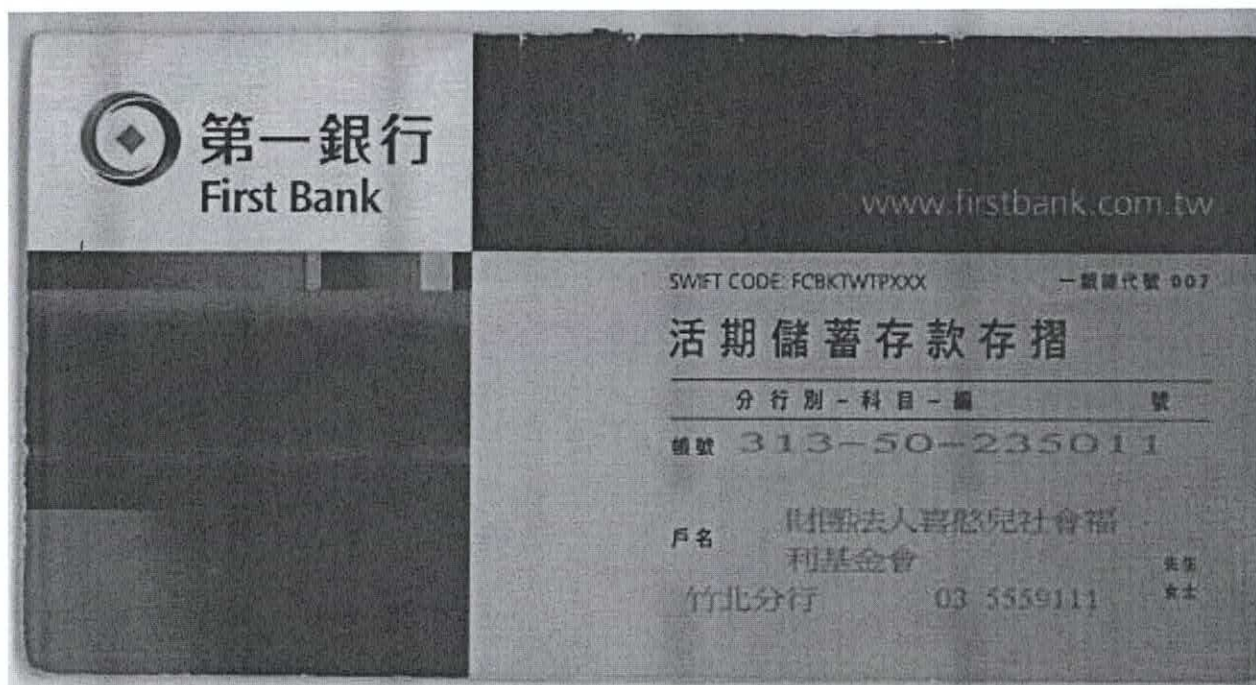 第一銀行
First Bank
www.firstbank.com.tw
SWIFT CODE: FCBKTWTPXXX 一銀總代號 007
活期儲蓄存款存摺
分行別-科目-編 號
帳號 313-50-235011
戶名 財團法人喜憨兒社會福
利基金會
先生
女士
竹北分行 03 5559111